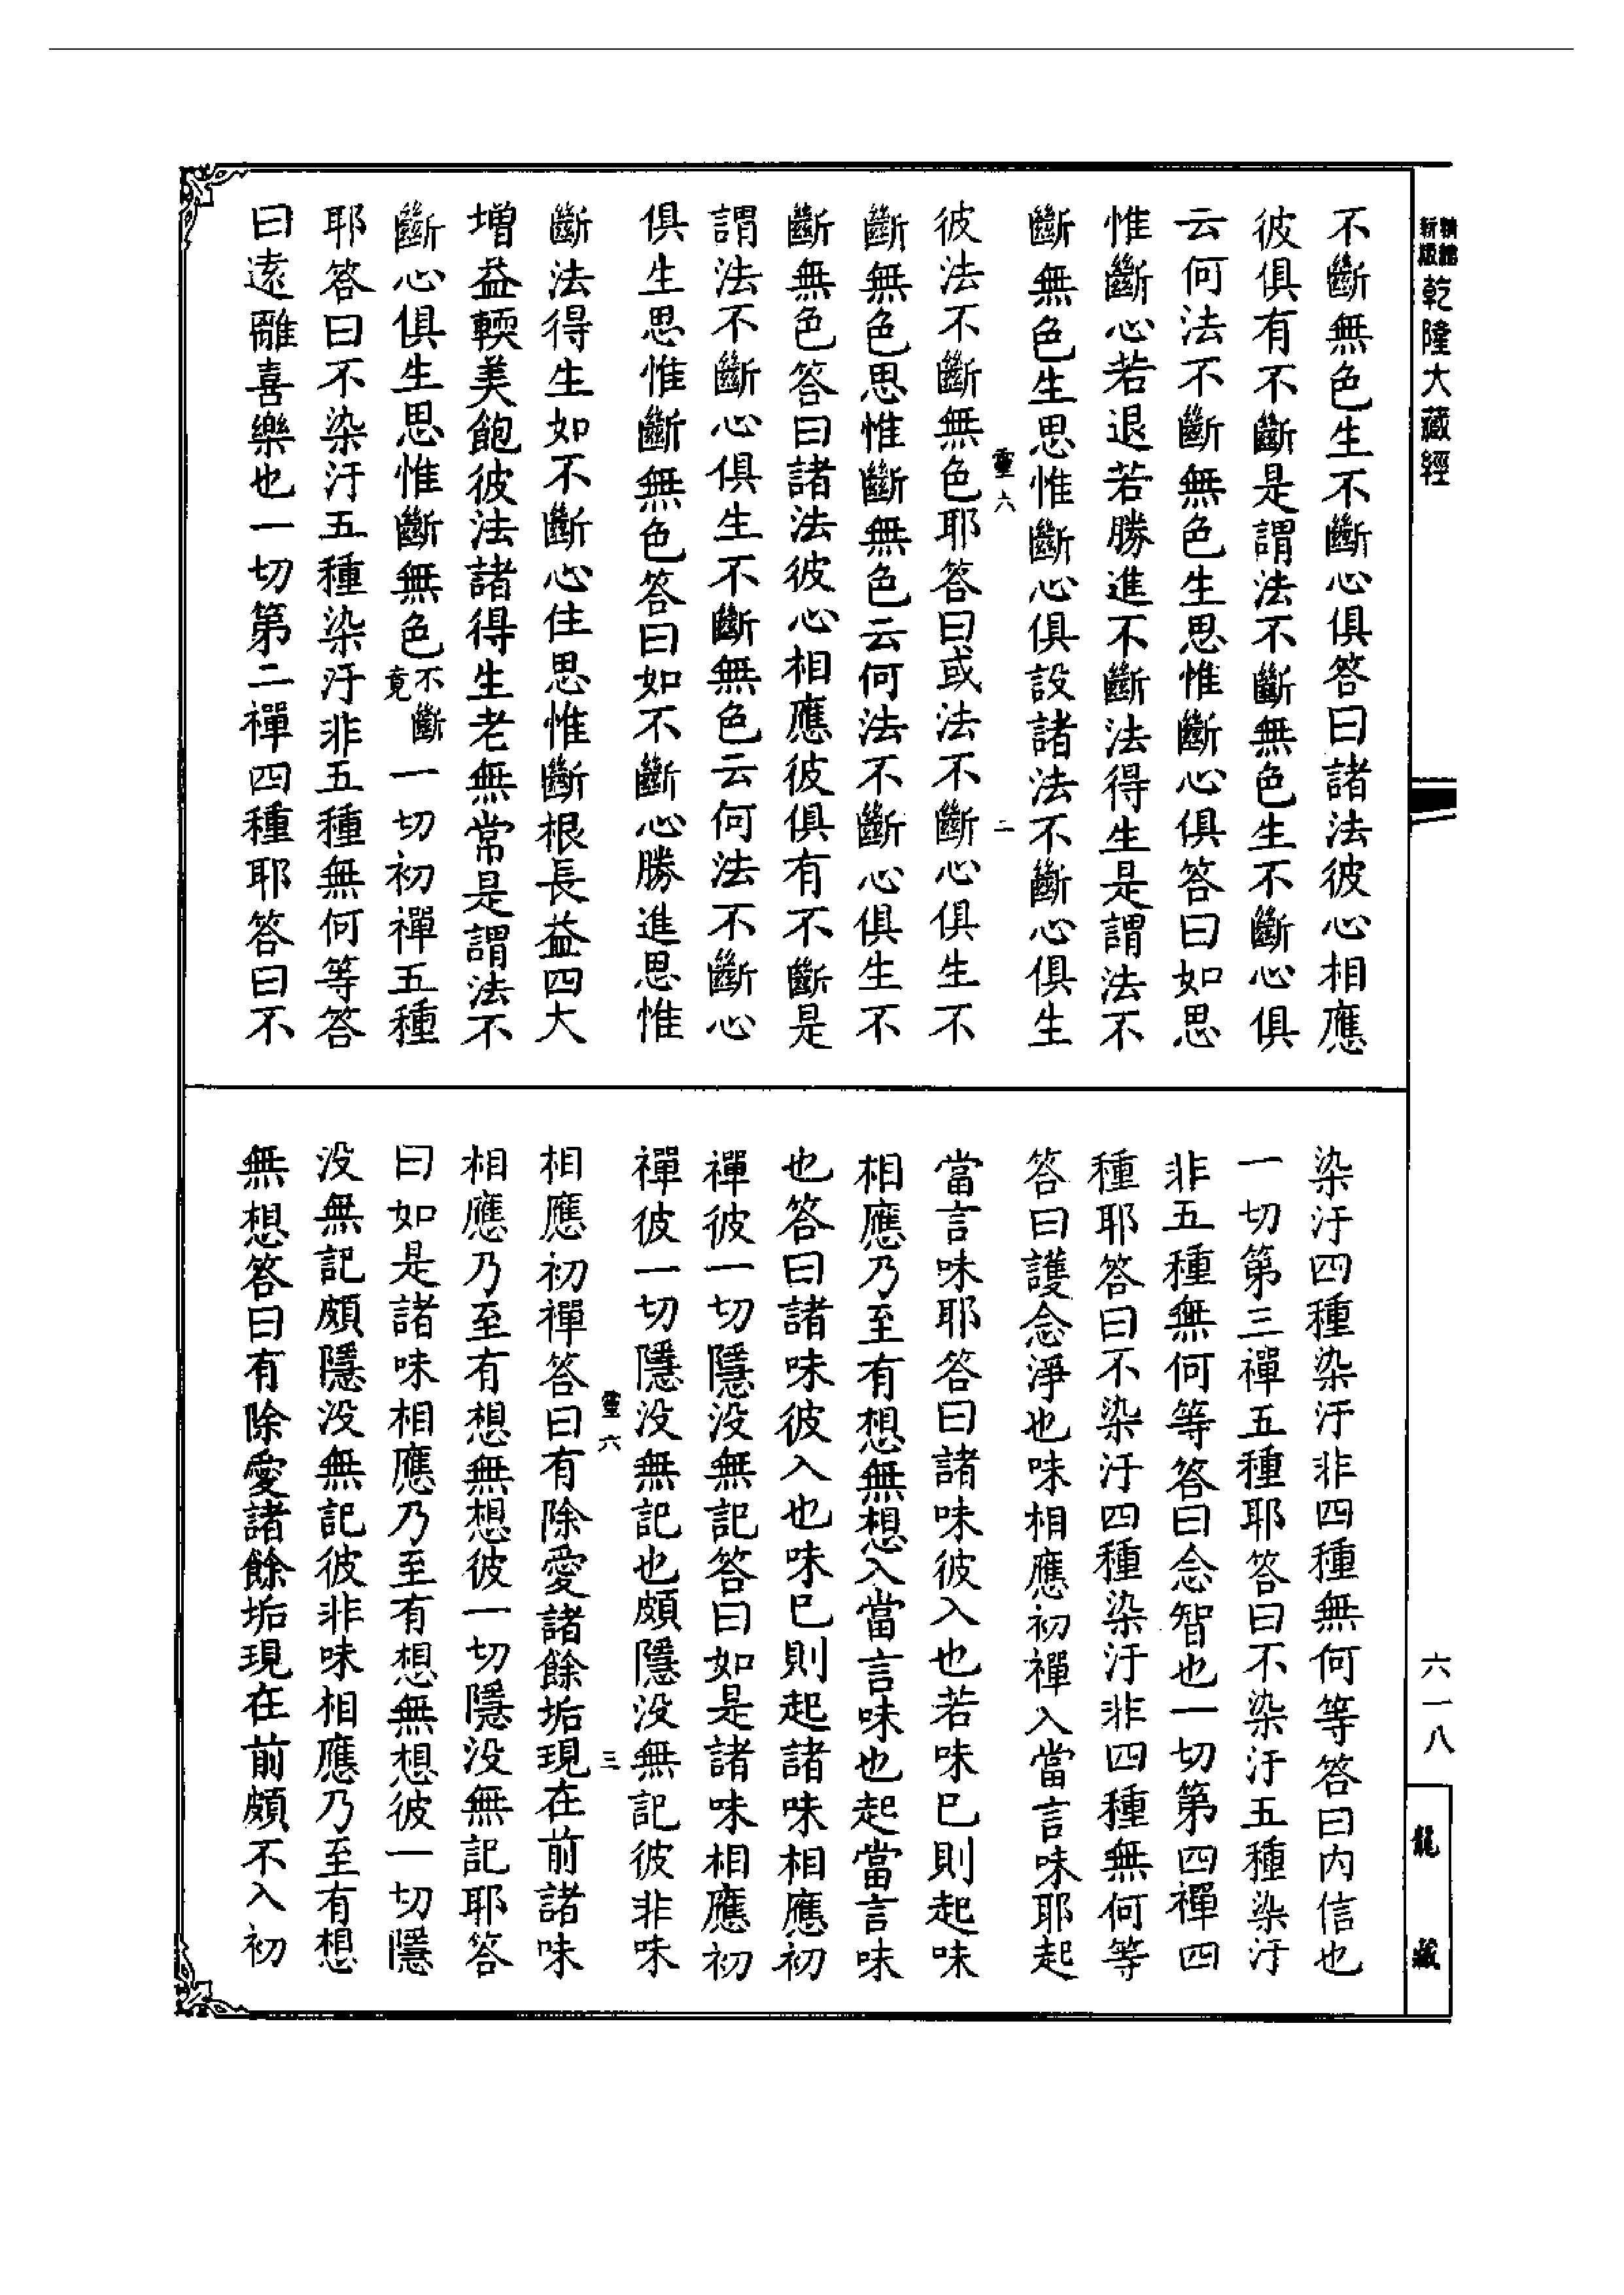 新編
縮版
乾隆大藏經
不斷無色生不斷心俱答曰諸法彼心相應
彼俱有不斷是謂法不斷無色生不斷心俱
云何法不斷無色生思惟斷心俱答曰如思
惟斷心若退若勝進不斷法得生是謂法不
斷無色生思惟斷心俱設諸法不斷心俱生
靈六 二
彼法不斷無色耶答曰或法不斷心俱生不
斷無色思惟斷無色云何法不斷心俱生不
斷無色答曰諸法彼心相應彼俱有不斷是
謂法不斷心俱生不斷無色云何法不斷心
俱生思惟斷無色答曰如不斷心勝進思惟
斷法得生如不斷心住思惟斷根長益四大
增益輭美飽彼法諸得生老無常是謂法不
斷心俱生思惟斷無色不斷竟一切初禪五種
耶答曰不染汙五種染汙非五種無何等答
曰遠離喜樂也一切第二禪四種耶答曰不
染汙四種染汙非四種無何等答曰内信也
一切第三禪五種耶答曰不染汙五種染汙
非五種無何等答曰念智也一切第四禪四
種耶答曰不染汙四種染汙非四種無何等
答曰護念淨也味相應初禪入當言味耶起
當言味耶答曰諸味彼入也若味已則起味
相應乃至有想無想入當言味也起當言味
也答曰諸味彼入也味已則起諸味相應初
禪彼一切隱没無記答曰如是諸味相應初
禪彼一切隱没無記也頗隱没無記彼非味
靈六 三
相應初禪答曰有除愛諸餘垢現在前諸味
相應乃至有想無想彼一切隱没無記耶答
曰如是諸味相應乃至有想無想彼一切隱
没無記頗隱没無記彼非味相應乃至有想
無想答曰有除愛諸餘垢現在前頗不入初
六一八
龍藏